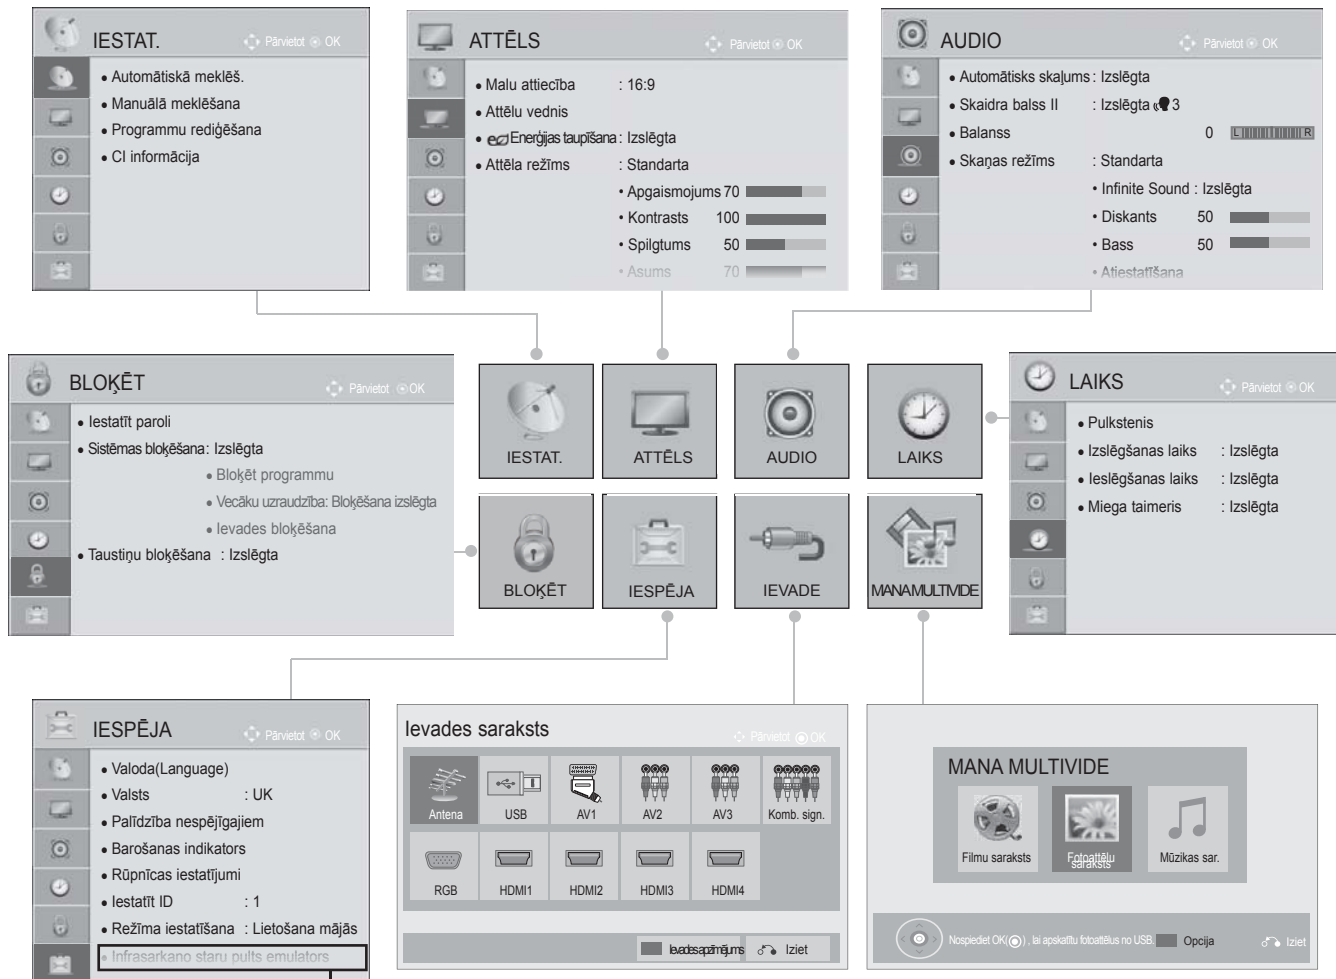 IESTAT.
Pārvietot OK
• Automātiskā meklēš.
• Manuālā meklēšana
• Programmu rediģēšana
• CI informācija
ATTĒLS
Pārvietot OK
• Malu attiecība : 16:9
• Attēlu vednis
• Enerģijas taupīšana : Izslēgta
• Attēla režīms : Standarta
• Apgaismojums 70
• Kontrasts 100
• Spilgtums 50
• Asums 70
AUDIO
Pārvietot OK
• Automātisks skaļums : Izslēgta
• Skaidra balss II : Izslēgta 3
• Balanss 0 L R
• Skaņas režīms : Standarta
• Infinite Sound : Izslēgta
• Diskants 50
• Bass 50
• Atiestatīšana
BLOĶĒT
Pārvietot OK
• Iestatīt paroli
• Sistēmas bloķēšana : Izslēgta
• Bloķēt programmu
• Vecāku uzraudzība: Bloķēšana izslēgta
• Ievades bloķēšana
• Taustiņu bloķēšana : Izslēgta
IESTAT.
ATTĒLS
AUDIO
LAIKS
BLOĶĒT
IESPĒJA
IEVADE
MANA MULTIVIDE
LAIKS
Pārvietot OK
• Pulkstenis
• Izslēgšanas laiks : Izslēgta
• Ieslēgšanas laiks : Izslēgta
• Miega taimeris : Izslēgta
IESPĒJA
Pārvietot OK
• Valoda(Language)
• Valsts : UK
• Palīdzība nespējīgajiem
• Barošanas indikators
• Rūpnīcas iestatījumi
• Iestatīt ID : 1
• Režīma iestatīšana : Lietošana mājās
• Infrasarkano staru pults emulators
Ievades saraksts
Pārvietot OK
Antena
USB
AV1
AV2
AV3
Komb. sign.
RGB
HDMI1
HDMI2
HDMI3
HDMI4
Ievades apzīmējums
Iziet
MANA MULTIVIDE
Filmu saraksts
Fotoattēlu
saraksts
Mūzikas sar.
Nospiediet OK( ) , lai apskatītu fotoattēlus no USB.
Opcija
Iziet